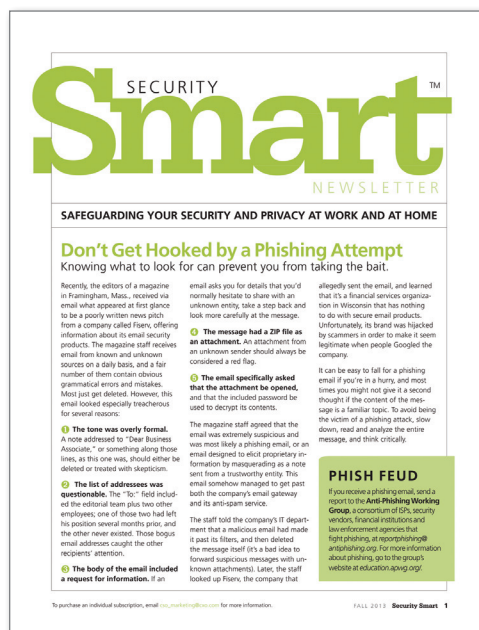 SECURITY
Smart™
NEWSLETTER
SAFEGUARDING YOUR SECURITY AND PRIVACY AT WORK AND AT HOME
Don't Get Hooked by a Phishing Attempt
Knowing what to look for can prevent you from taking the bait.
Recently, the editors of a magazine
in Framingham, Mass., received via
email what appeared at first glance
to be a poorly written news pitch
from a company called Fiserv, offering
information about its email security
products. The magazine staff receives
email from known and unknown
sources on a daily basis, and a fair
number of them contain obvious
grammatical errors and mistakes.
Most just get deleted. However, this
email looked especially treacherous
for several reasons:
1 The tone was overly formal.
A note addressed to "Dear Business
Associate," or something along those
lines, as this one was, should either be
deleted or treated with skepticism.
2 The list of addressees was
questionable. The "To:" field includ-
ed the editorial team plus two other
employees; one of those two had left
his position several months prior, and
the other never existed. Those bogus
email addresses caught the other
recipients' attention.
3 The body of the email included
a request for information. If an
email asks you for details that you'd
normally hesitate to share with an
unknown entity, take a step back and
look more carefully at the message.
4 The message had a ZIP file as
an attachment. An attachment from
an unknown sender should always be
considered a red flag.
5 The email specifically asked
that the attachment be opened,
and that the included password be
used to decrypt its contents.
The magazine staff agreed that the
email was extremely suspicious and
was most likely a phishing email, or an
email designed to elicit proprietary in-
formation by masquerading as a note
sent from a trustworthy entity. This
email somehow managed to get past
both the company's email gateway
and its anti-spam service.
The staff told the company's IT depart-
ment that a malicious email had made
it past its filters, and then deleted
the message itself (it's a bad idea to
forward suspicious messages with un-
known attachments). Later, the staff
looked up Fiserv, the company that
allegedly sent the email, and learned
that it's a financial services organiza-
tion in Wisconsin that has nothing
to do with secure email products.
Unfortunately, its brand was hijacked
by scammers in order to make it seem
legitimate when people Googled the
company.
It can be easy to fall for a phishing
email if you're in a hurry, and most
times you might not give it a second
thought if the content of the mes-
sage is a familiar topic. To avoid being
the victim of a phishing attack, slow
down, read and analyze the entire
message, and think critically.
PHISH FEUD
If you receive a phishing email, send a
report to the Anti-Phishing Working
Group, a consortium of ISPs, security
vendors, financial institutions and
law enforcement agencies that
fight phishing, at reportphishing@
antiphishing.org. For more information
about phishing, go to the group's
website at education.apwg.org/.
To purchase an individual subscription, email cso_marketing@cxo.com for more information.
FALL 2013 Security Smart 1